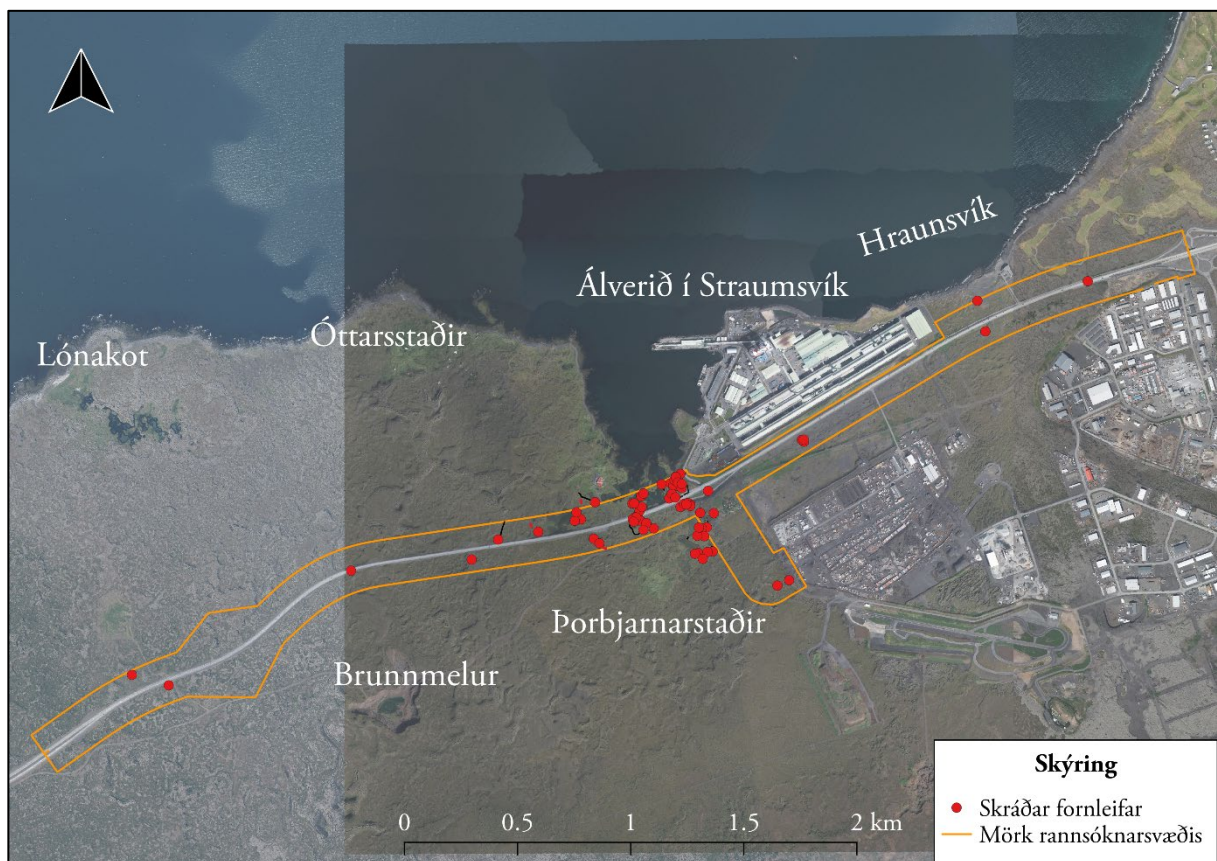 Hraunsvík
Álverið í Straumsvík
Óttarsstaðir
Lónakot
Þorbjarnarstaðir
Brunnmelur
Skýring
Skráðar fornleifar
Mörk rannsóknarsvæðis
0 0.5 1 1.5 2 km